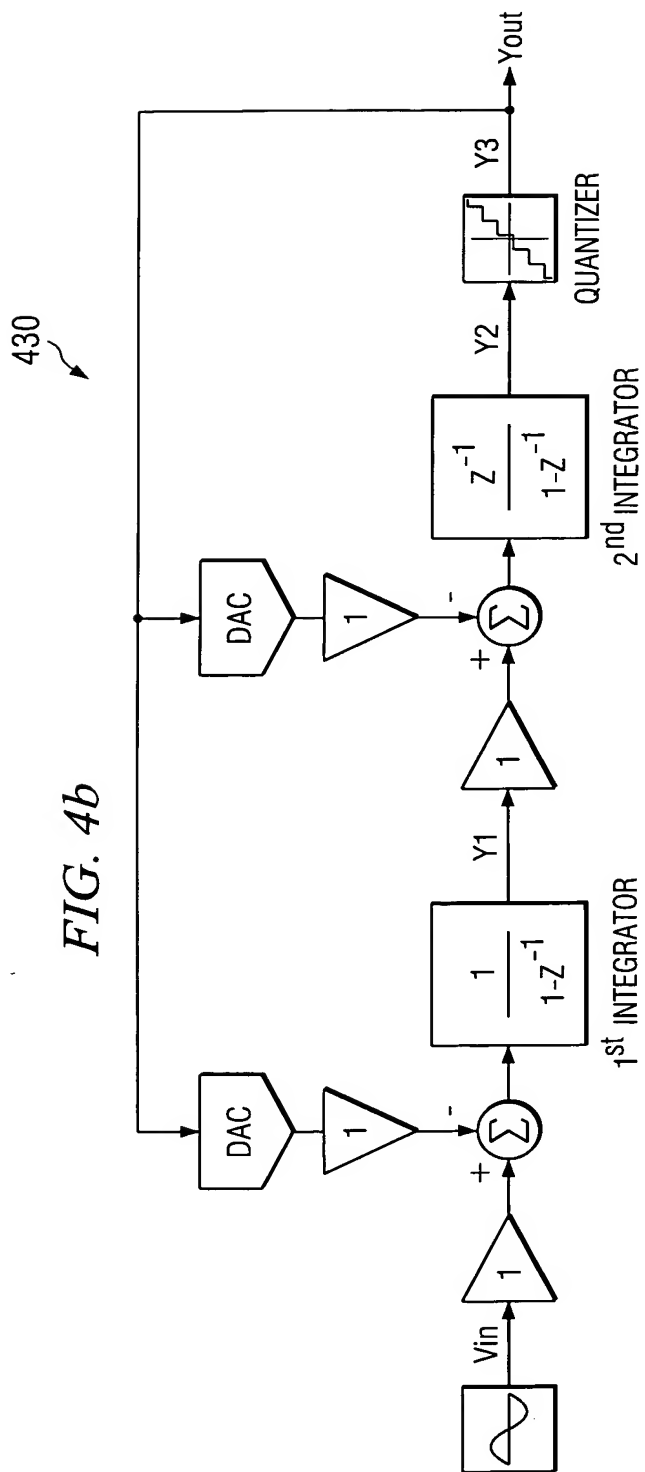 FIG. 4b
430
DAC
DAC
1
1
-
-
Vin
1
+
Σ
1
1-Z⁻¹
1st INTEGRATOR
Y1
1
+
Σ
Z⁻¹
1-Z⁻¹
2nd INTEGRATOR
Y2
QUANTIZER
Y3
Yout